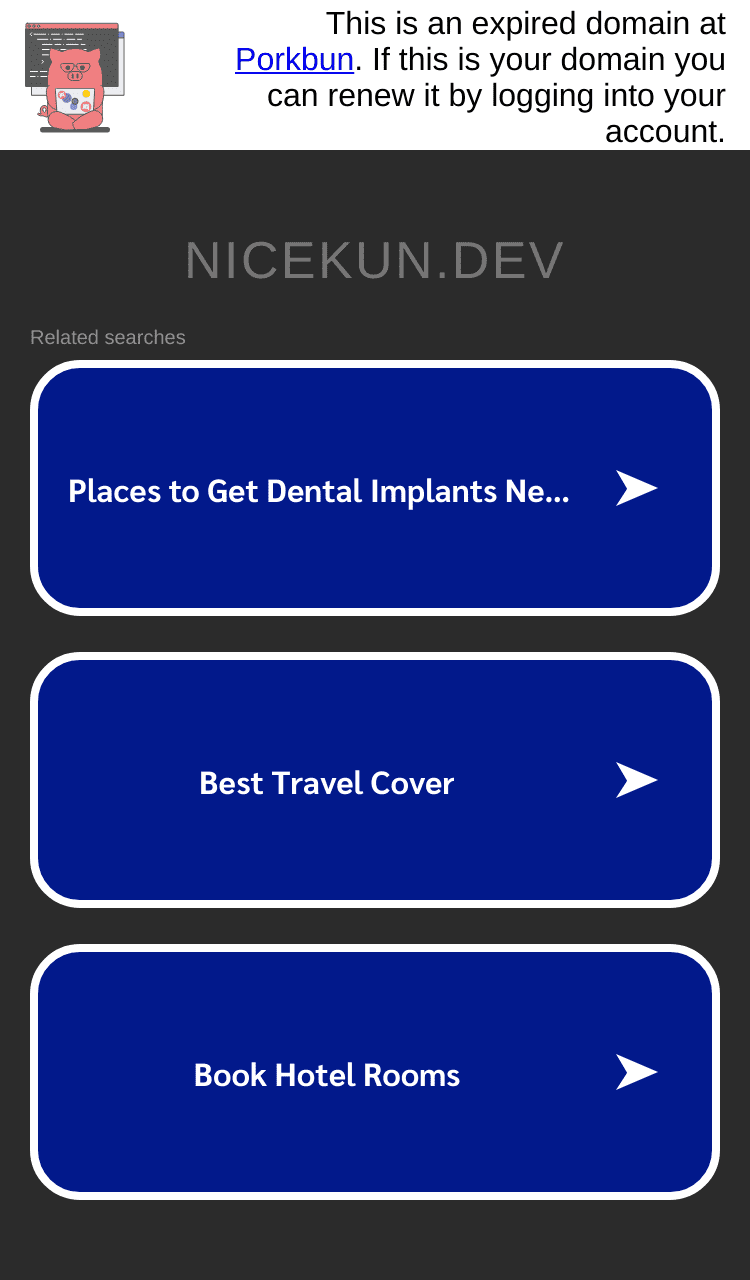 This is an expired domain at
Porkbun. If this is your domain you
can renew it by logging into your
account.
NICEKUN.DEV
Related searches
Places to Get Dental Implants Ne...
Best Travel Cover
Book Hotel Rooms